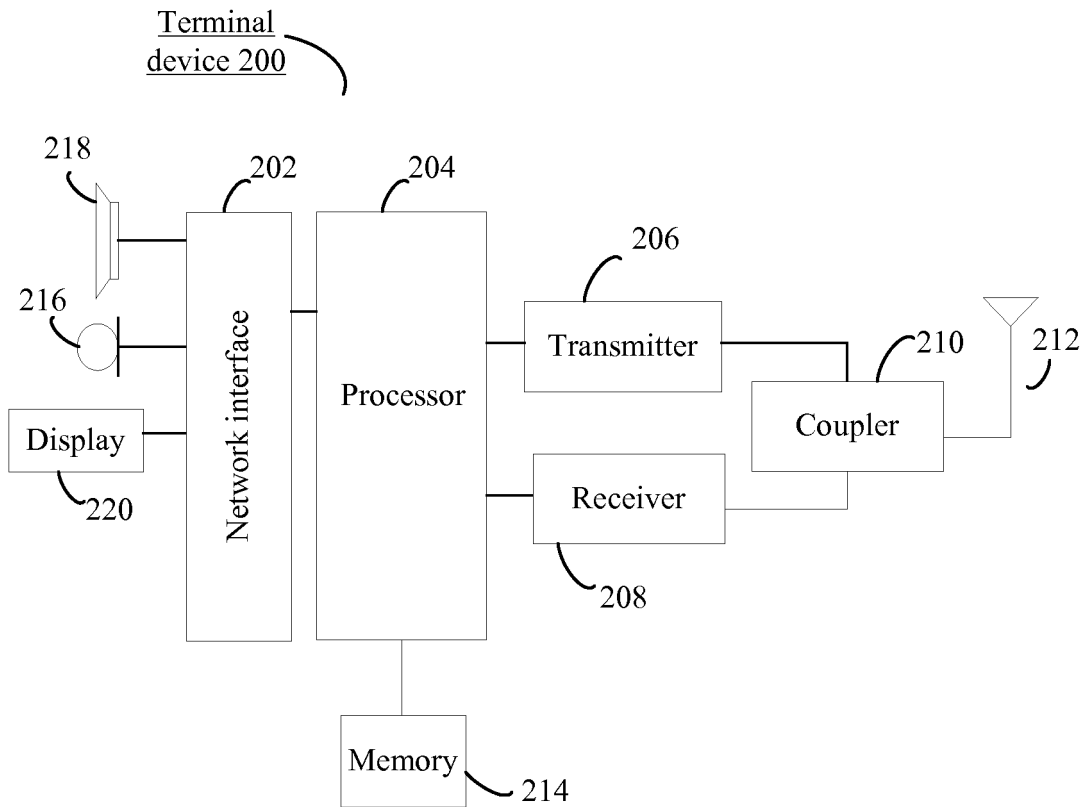 Terminal
device 200
218
202
204
206
216
Transmitter
210
212
Network interface
Processor
Coupler
Display
220
Receiver
208
Memory
214